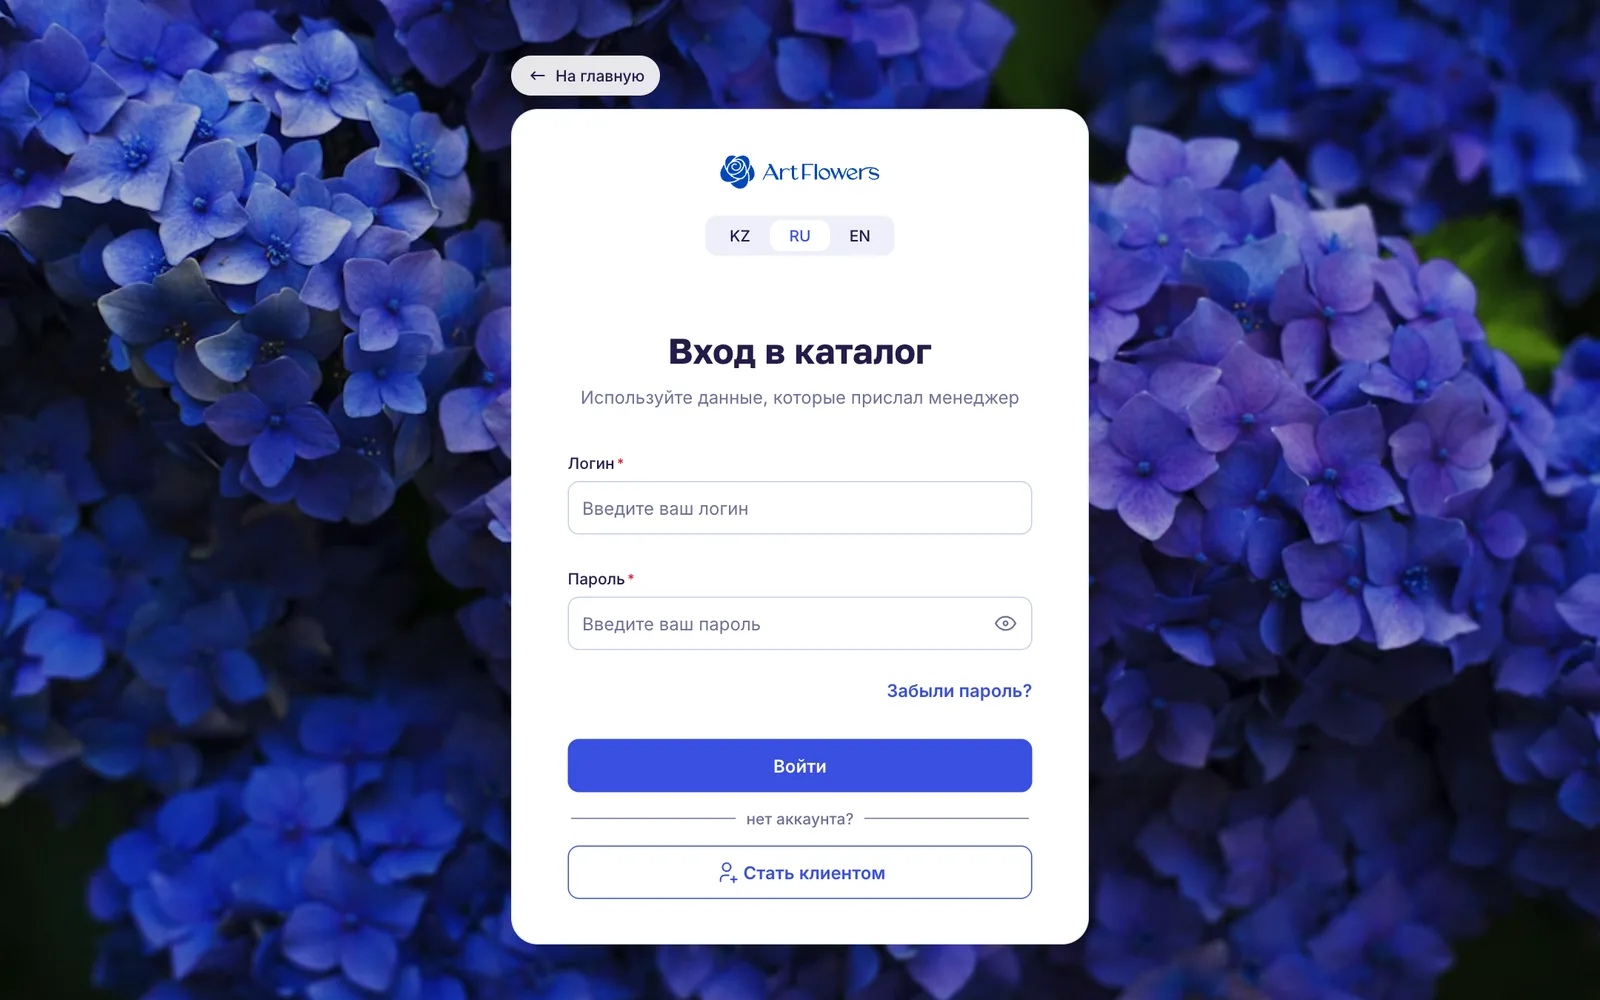 ← На главную
ArtFlowers
KZ RU EN
Вход в каталог
Используйте данные, которые прислал менеджер
Логин*
Введите ваш логин
Пароль*
Введите ваш пароль
Забыли пароль?
Войти
нет аккаунта?
Стать клиентом